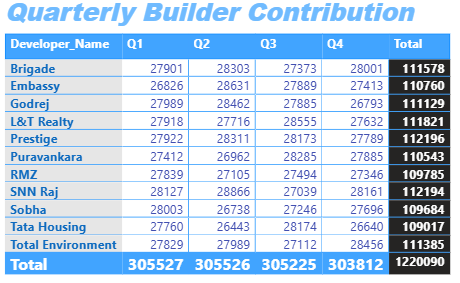 Quarterly Builder Contribution
Developer_Name Q1 Q2 Q3 Q4 Total
Brigade 27901 28303 27373 28001 111578
Embassy 26826 28631 27889 27413 110760
Godrej 27989 28462 27885 26793 111129
L&T Realty 27918 27716 28555 27632 111821
Prestige 27922 28311 28173 27789 112196
Puravankara 27412 26962 28285 27885 110543
RMZ 27839 27105 27494 27346 109785
SNN Raj 28127 28866 27039 28161 112194
Sobha 28003 26738 27246 27696 109684
Tata Housing 27760 26443 28174 26640 109017
Total Environment 27829 27989 27112 28456 111385
Total 305527 305526 305225 303812 1220090